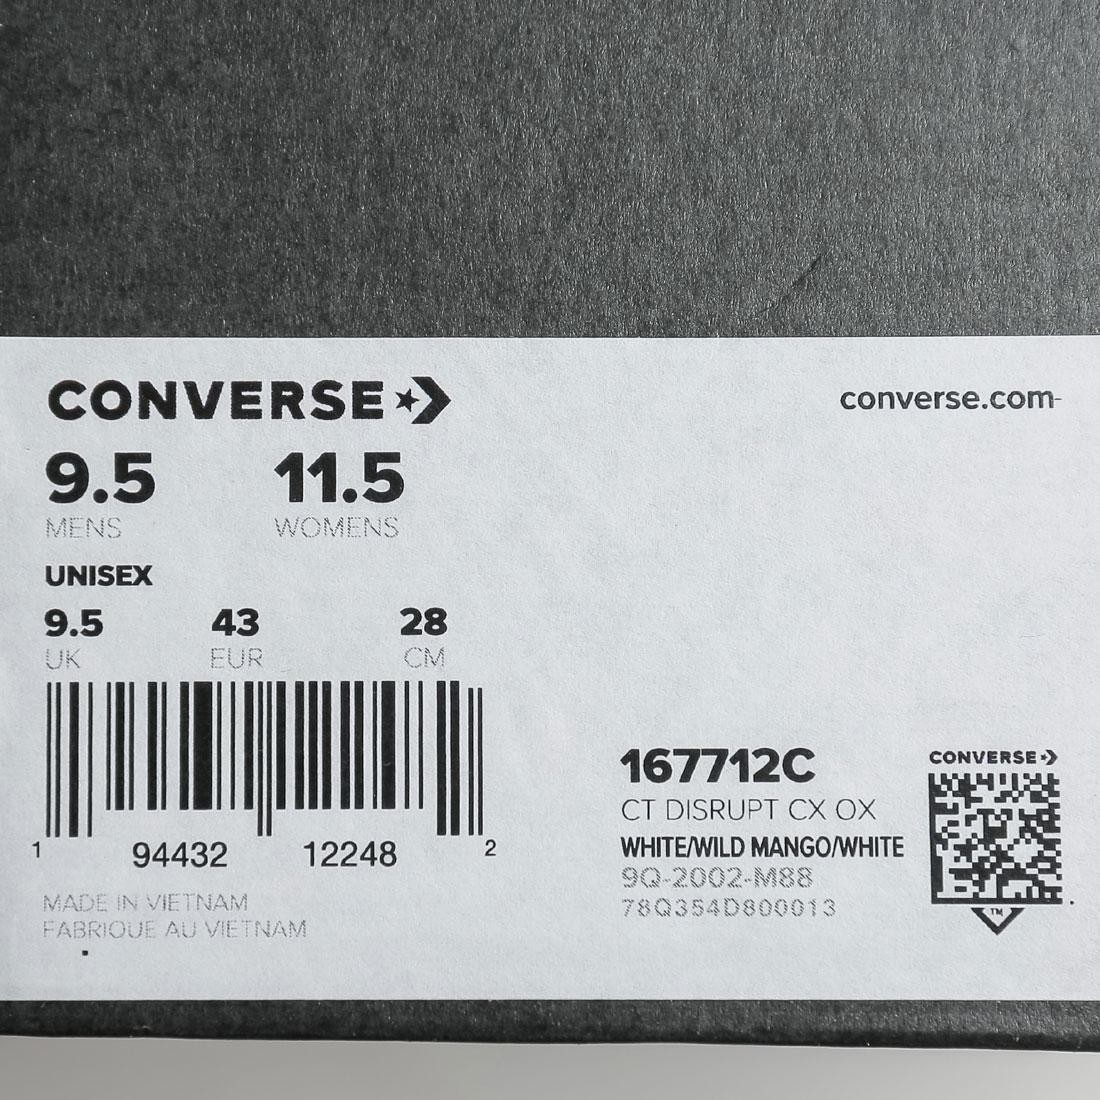 CONVERSE
converse.com
9.5 11.5
MENS WOMENS
UNISEX
9.5 43 28
UK EUR CM
1 94432 12248 2
MADE IN VIETNAM
FABRIQUE AU VIETNAM
167712C
CT DISRUPT CX OX
WHITE/WILD MANGO/WHITE
9Q-2002-M88
78Q354D800013
CONVERSE
TM